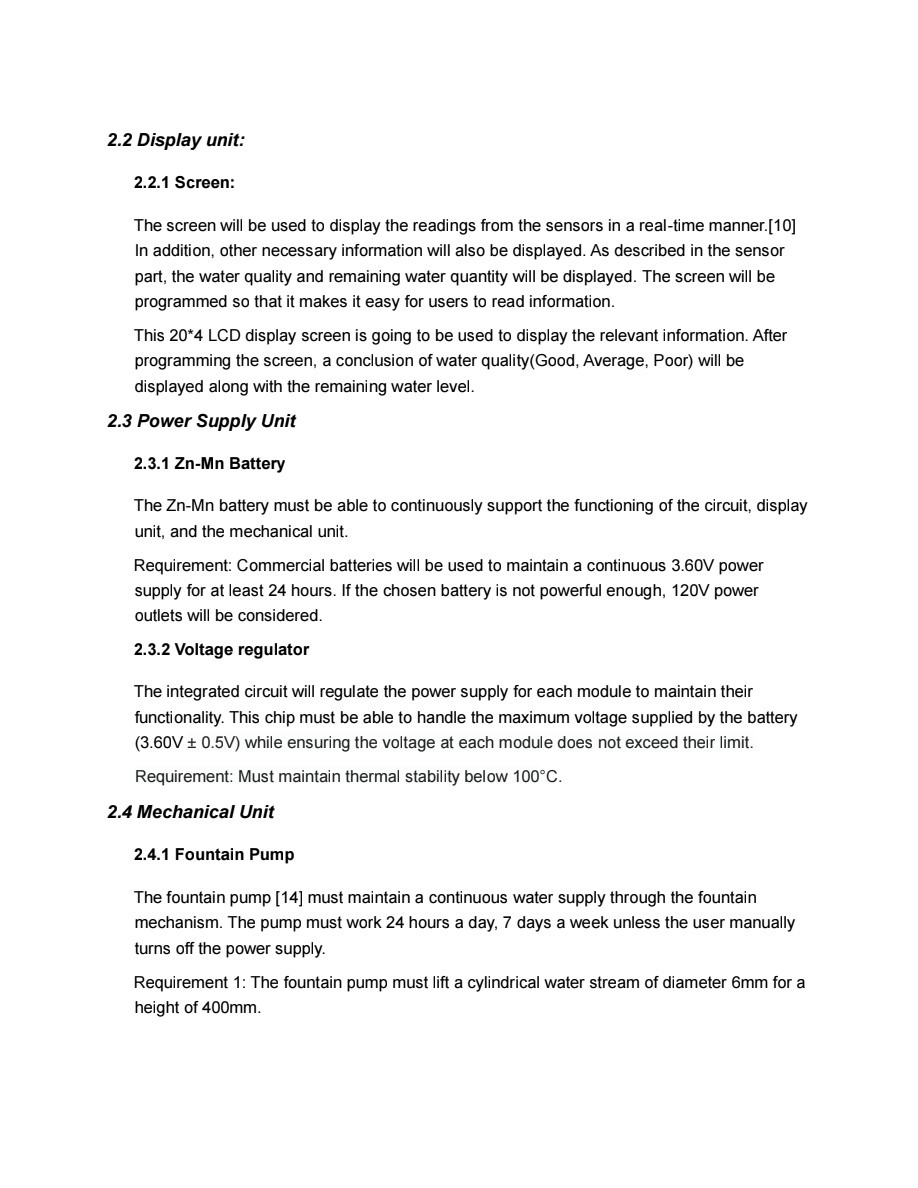 2.2 Display unit:
2.2.1 Screen:
The screen will be used to display the readings from the sensors in a real-time manner.[10]
In addition, other necessary information will also be displayed. As described in the sensor
part, the water quality and remaining water quantity will be displayed. The screen will be
programmed so that it makes it easy for users to read information.
This 20*4 LCD display screen is going to be used to display the relevant information. After
programming the screen, a conclusion of water quality(Good, Average, Poor) will be
displayed along with the remaining water level.
2.3 Power Supply Unit
2.3.1 Zn-Mn Battery
The Zn-Mn battery must be able to continuously support the functioning of the circuit, display
unit, and the mechanical unit.
Requirement: Commercial batteries will be used to maintain a continuous 3.60V power
supply for at least 24 hours. If the chosen battery is not powerful enough, 120V power
outlets will be considered.
2.3.2 Voltage regulator
The integrated circuit will regulate the power supply for each module to maintain their
functionality. This chip must be able to handle the maximum voltage supplied by the battery
(3.60V ± 0.5V) while ensuring the voltage at each module does not exceed their limit.
Requirement: Must maintain thermal stability below 100°C.
2.4 Mechanical Unit
2.4.1 Fountain Pump
The fountain pump [14] must maintain a continuous water supply through the fountain
mechanism. The pump must work 24 hours a day, 7 days a week unless the user manually
turns off the power supply.
Requirement 1: The fountain pump must lift a cylindrical water stream of diameter 6mm for a
height of 400mm.